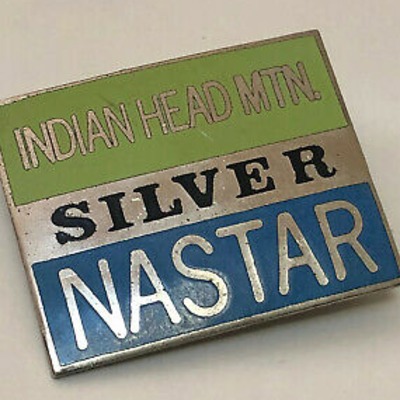 INDIAN HEAD MTN.
SILVER
NASTAR